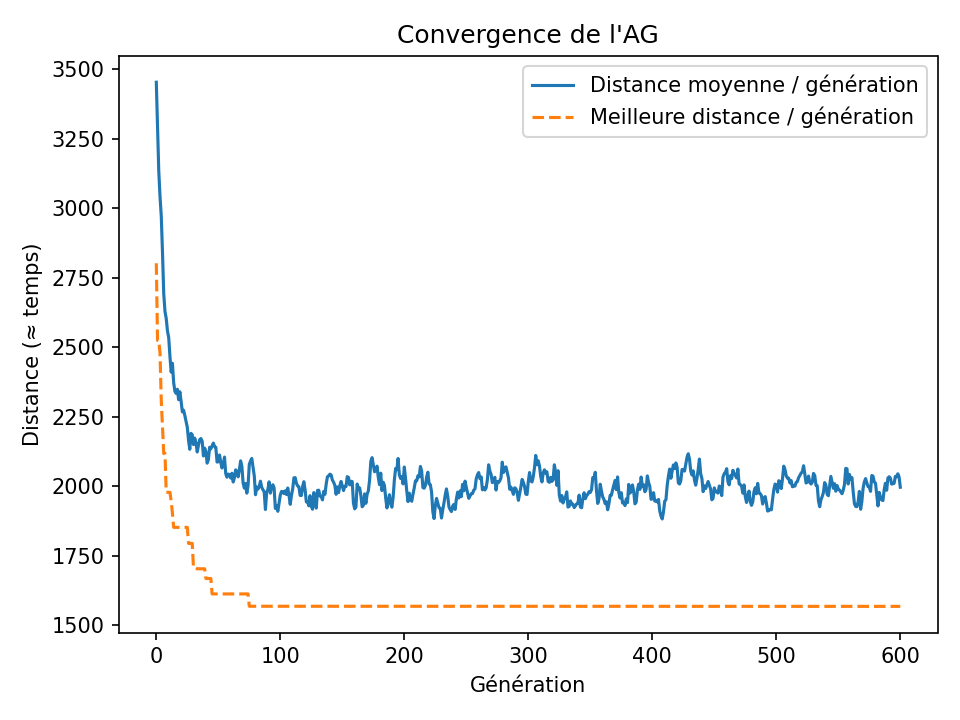 Convergence de l'AG
Distance moyenne / génération
Meilleure distance / génération
3500
3250
3000
2750
2500
2250
2000
1750
1500
Distance (≈ temps)
0 100 200 300 400 500 600
Génération